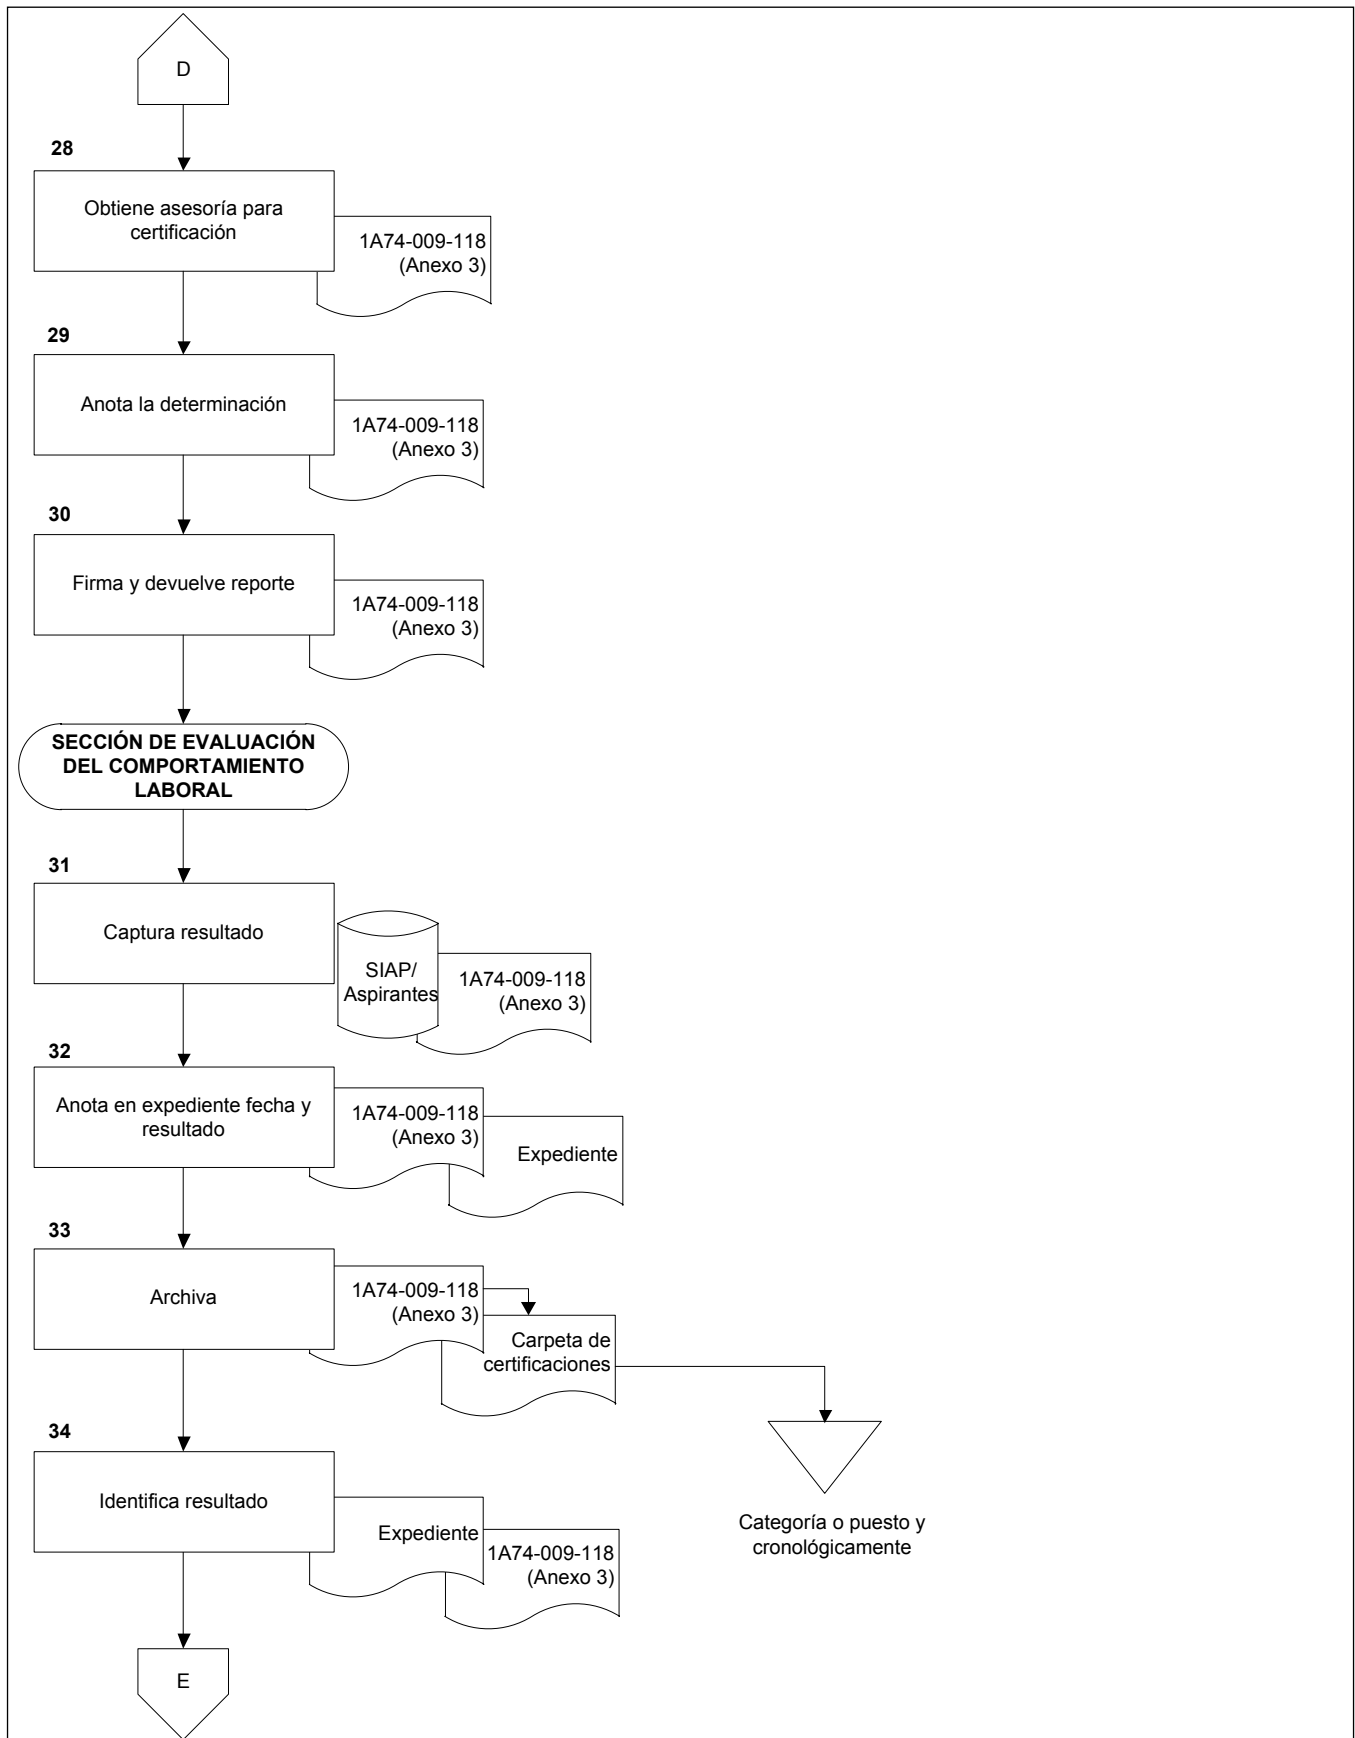 D
28
Obtiene asesoría para
certificación
1A74-009-118
(Anexo 3)
29
Anota la determinación
1A74-009-118
(Anexo 3)
30
Firma y devuelve reporte
1A74-009-118
(Anexo 3)
SECCIÓN DE EVALUACIÓN
DEL COMPORTAMIENTO
LABORAL
31
Captura resultado
SIAP/
Aspirantes
1A74-009-118
(Anexo 3)
32
Anota en expediente fecha y
resultado
1A74-009-118
(Anexo 3)
Expediente
33
Archiva
1A74-009-118
(Anexo 3)
Carpeta de
certificaciones
Categoría o puesto y
cronológicamente
34
Identifica resultado
Expediente
1A74-009-118
(Anexo 3)
E